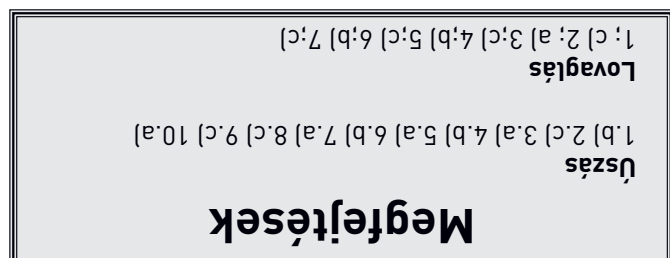 Megfejtések
Úszás
1.b) 2.c) 3.a) 4.b) 5.a) 6.b) 7.a) 8.c) 9.c) 10.a)
Lovaglás
1; c) 2; a) 3;c) 4;b) 5;c) 6;b) 7;c)